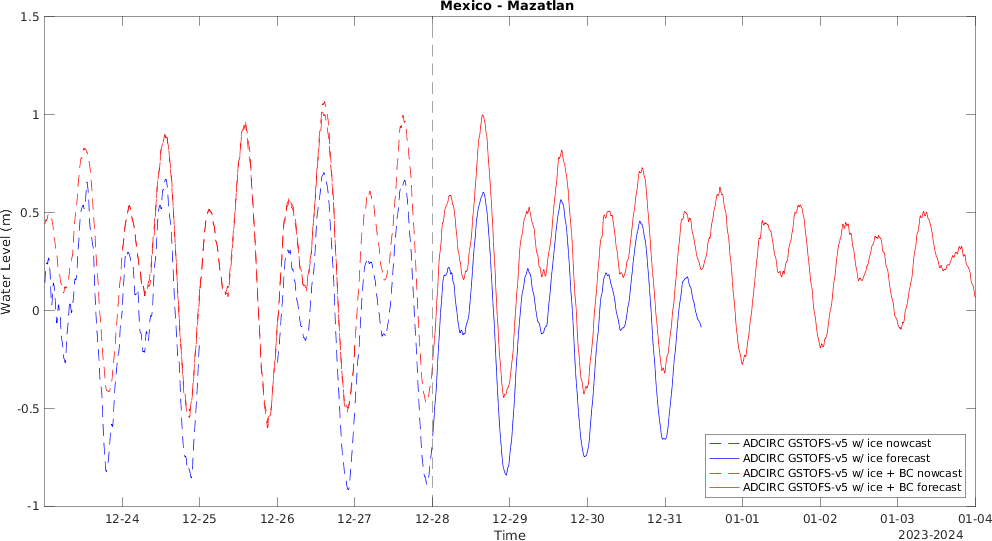 Mexico - Mazatlan
1.5
1
0.5
0
-0.5
-1
Water Level (m)
12-24 12-25 12-26 12-27 12-28 12-29 12-30 12-31 01-01 01-02 01-03 01-04
Time
2023-2024
ADCIRC GSTOFS-v5 w/ ice nowcast
ADCIRC GSTOFS-v5 w/ ice forecast
ADCIRC GSTOFS-v5 w/ ice + BC nowcast
ADCIRC GSTOFS-v5 w/ ice + BC forecast